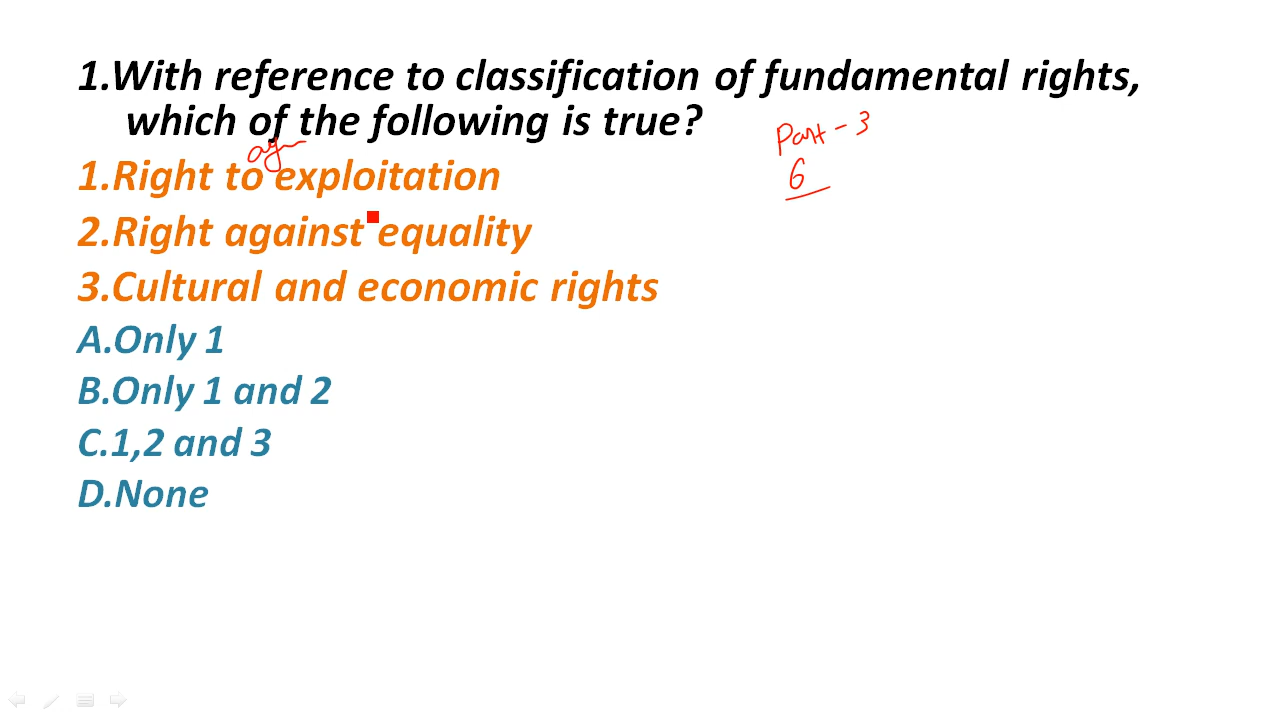 1.With reference to classification of fundamental rights,
which of the following is true?
Part - 3
ag
1.Right to exploitation
6
2.Right against equality
3.Cultural and economic rights
A.Only 1
B.Only 1 and 2
C.1,2 and 3
D.None